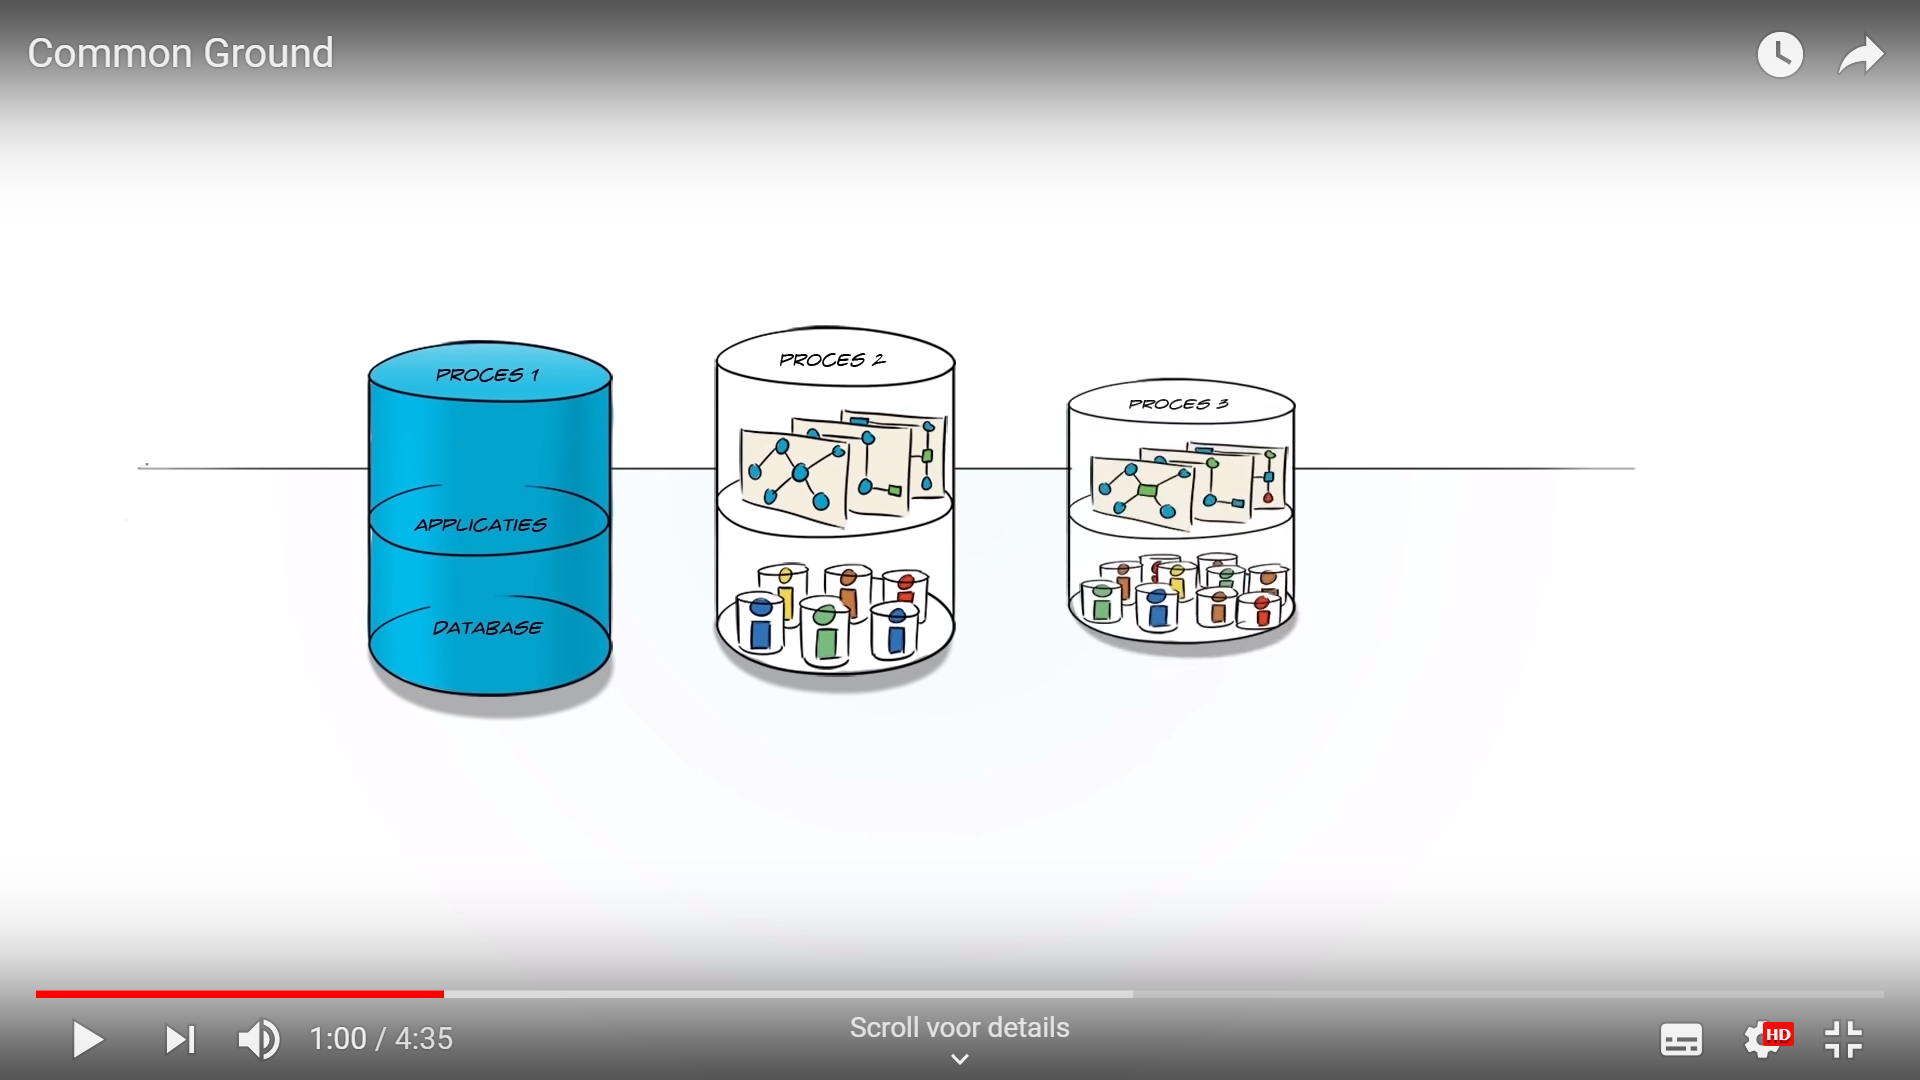 Common Ground
PROCES 1
PROCES 2
PROCES 3
APPLICATIES
DATABASE
1:00 / 4:35
Scroll voor details
HD